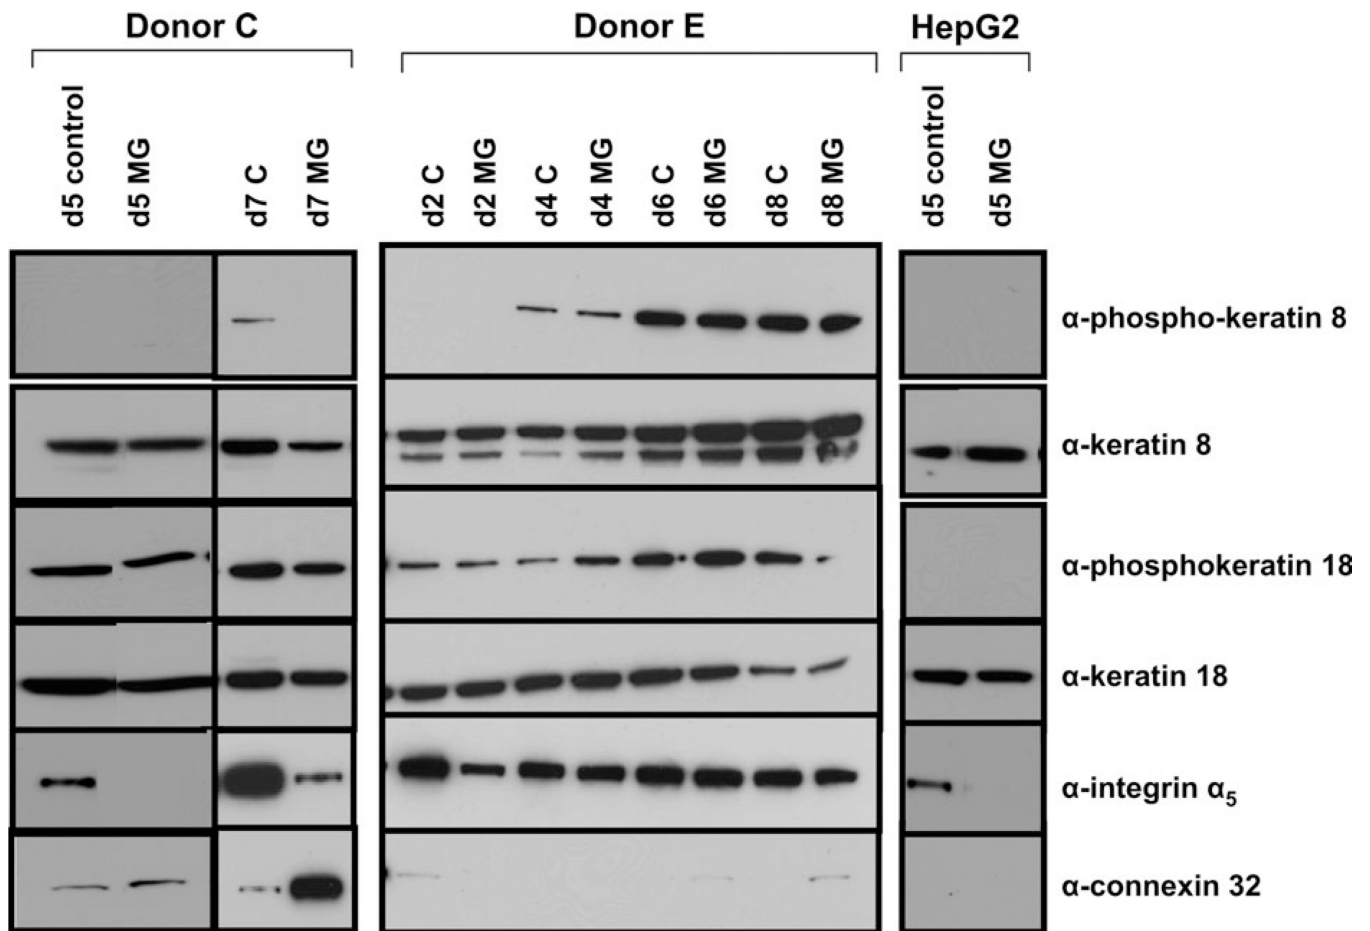 Donor C Donor E HepG2
d5 control d5 MG d7 C d7 MG d2 C d2 MG d4 C d4 MG d6 C d6 MG d8 C d8 MG d5 control d5 MG
α-phospho-keratin 8
α-keratin 8
α-phosphokeratin 18
α-keratin 18
α-integrin α₅
α-connexin 32